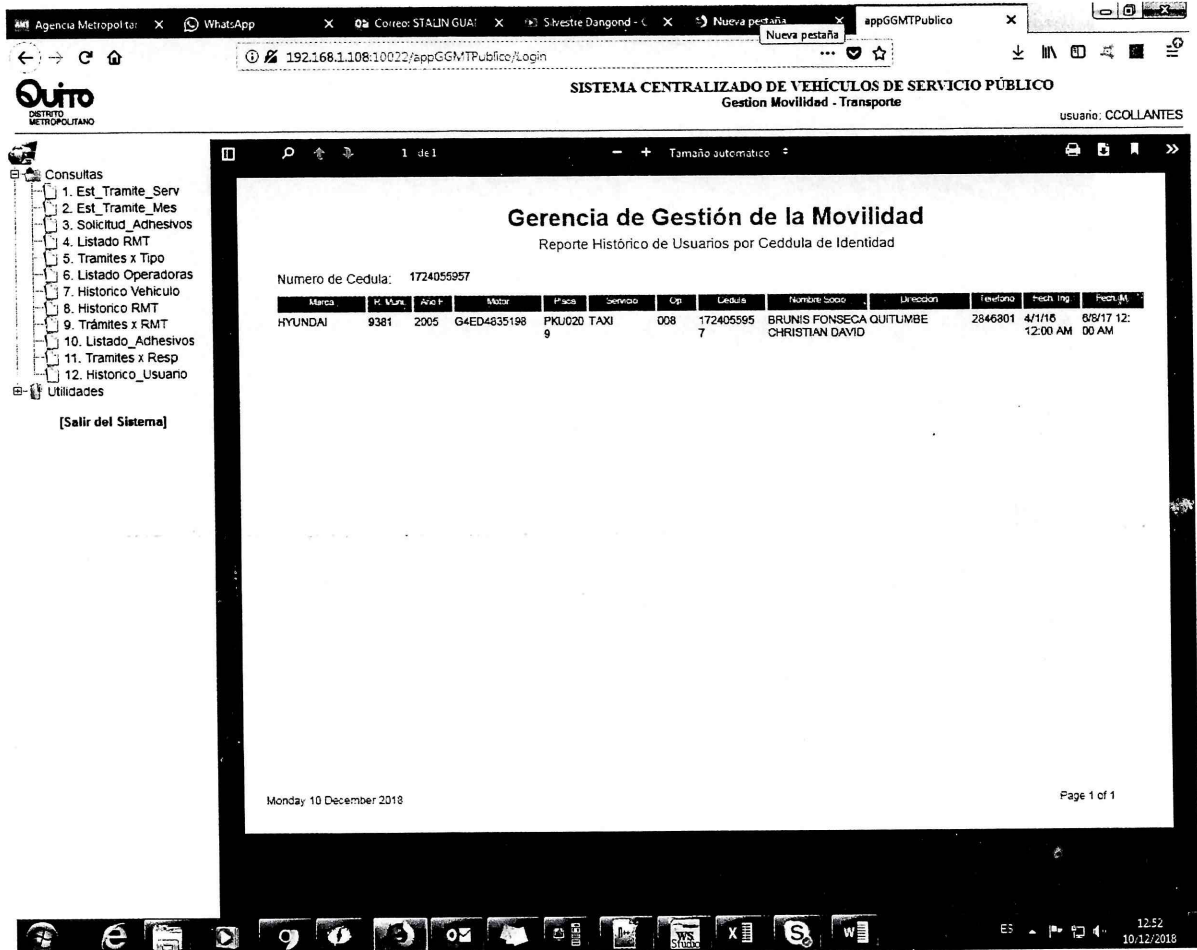 Agencia Metropolitar X WhatsApp X Correo: STALIN GUAI X Silvestre Dangond - C X Nueva pestaña X appGGMTPublico X
Nueva pestaña
192.168.1.108:10022/appGGMTPublico/Login
QUITO
DISTRITO
METROPOLITANO
SISTEMA CENTRALIZADO DE VEHÍCULOS DE SERVICIO PÚBLICO
Gestion Movilidad - Transporte
usuario: CCOLLANTES
Consultas
1. Est_Tramite_Serv
2. Est_Tramite_Mes
3. Solicitud_Adhesivos
4. Listado RMT
5. Tramites x Tipo
6. Listado Operadoras
7. Historico Vehiculo
8. Historico RMT
9. Trámites x RMT
10. Listado_Adhesivos
11. Tramites x Resp
12. Historico_Usuario
Utilidades
[Salir del Sistema]
1 de 1 − + Tamaño automático
Gerencia de Gestión de la Movilidad
Reporte Histórico de Usuarios por Ceddula de Identidad
Numero de Cedula: 1724055957
Marca R. Muni. Año F Motor Placa Servicio Op Cedula Nombre Socio Direccion Telefono Fech. Ing. Fech. M.
HYUNDAI 9381 2005 G4ED4835198 PKU020 TAXI 008 172405595 BRUNIS FONSECA QUITUMBE 2846801 4/1/16 6/8/17 12:
9 7 CHRISTIAN DAVID 12:00 AM 00 AM
Monday 10 December 2018
Page 1 of 1
WS
Studio
ES 12:52
10/12/2018